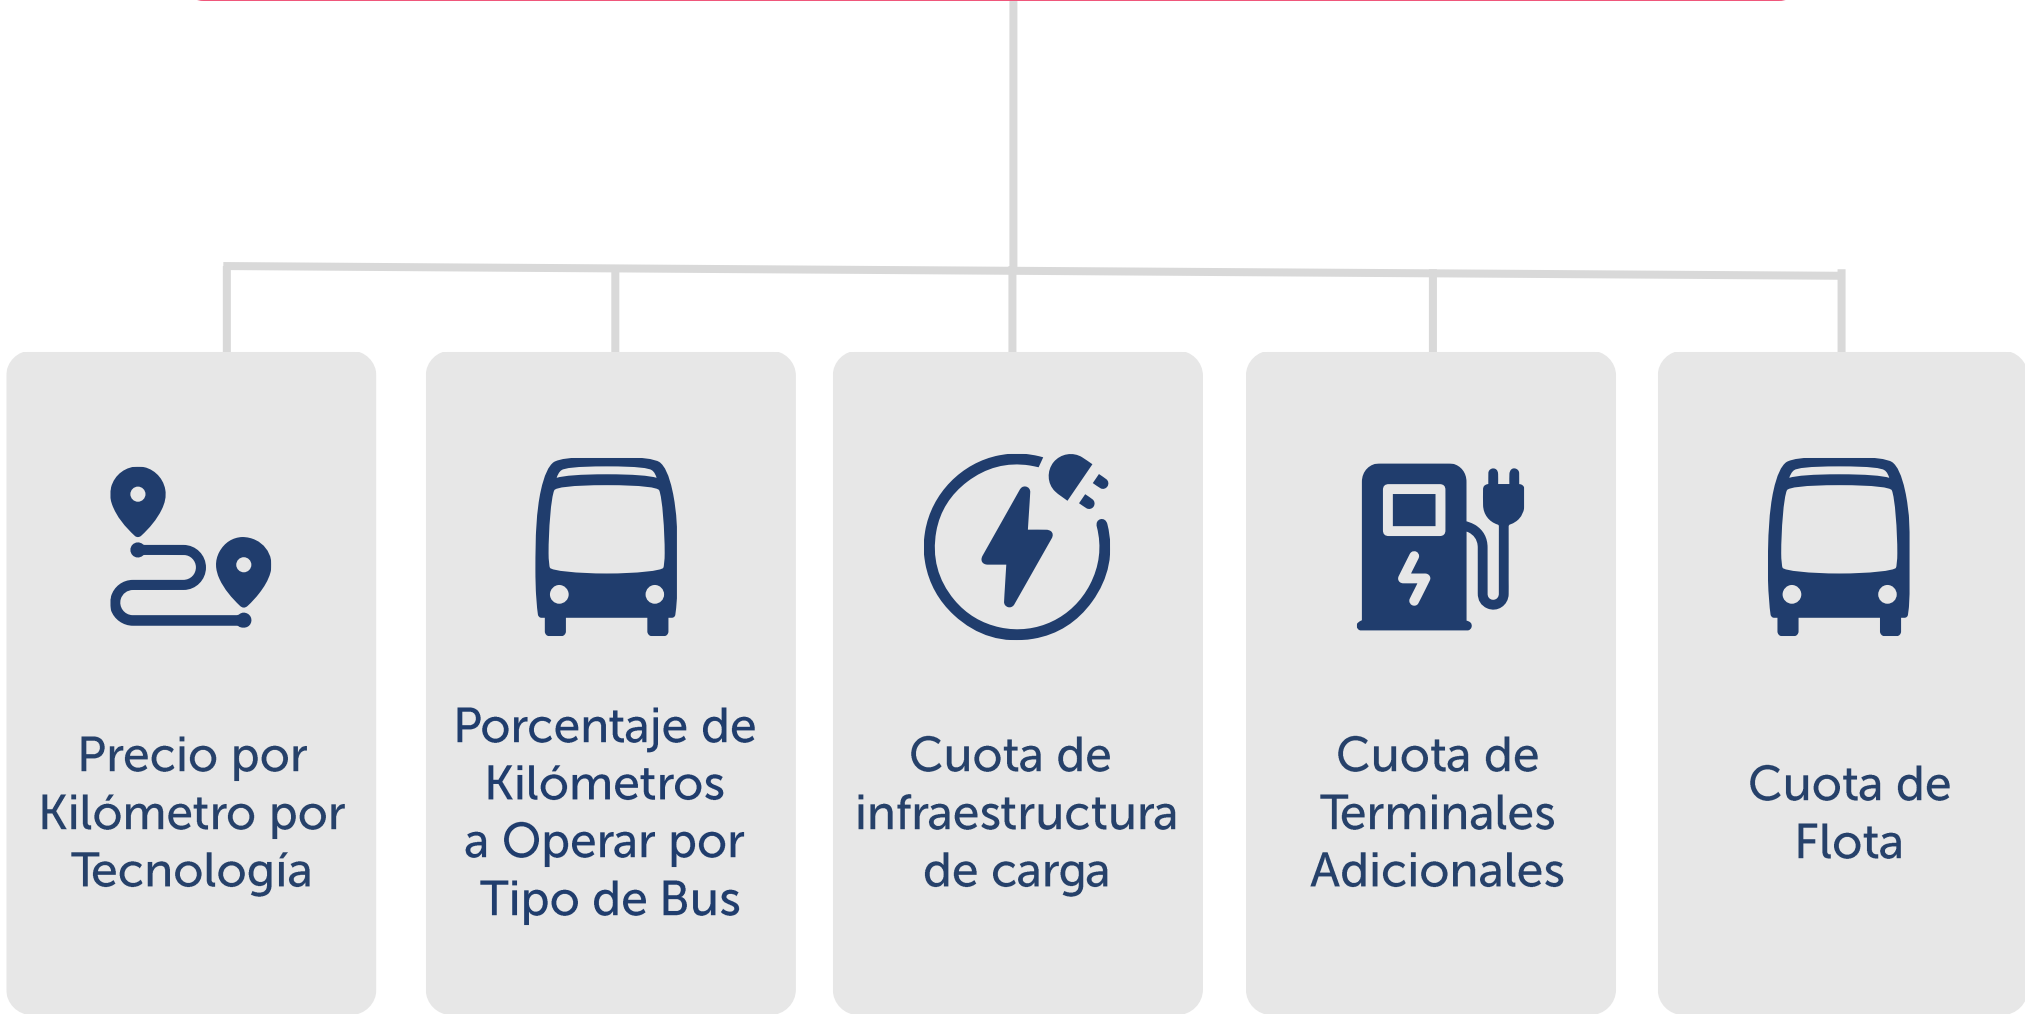 Precio por
Kilómetro por
Tecnología
Porcentaje de
Kilómetros
a Operar por
Tipo de Bus
Cuota de
infraestructura
de carga
Cuota de
Terminales
Adicionales
Cuota de
Flota